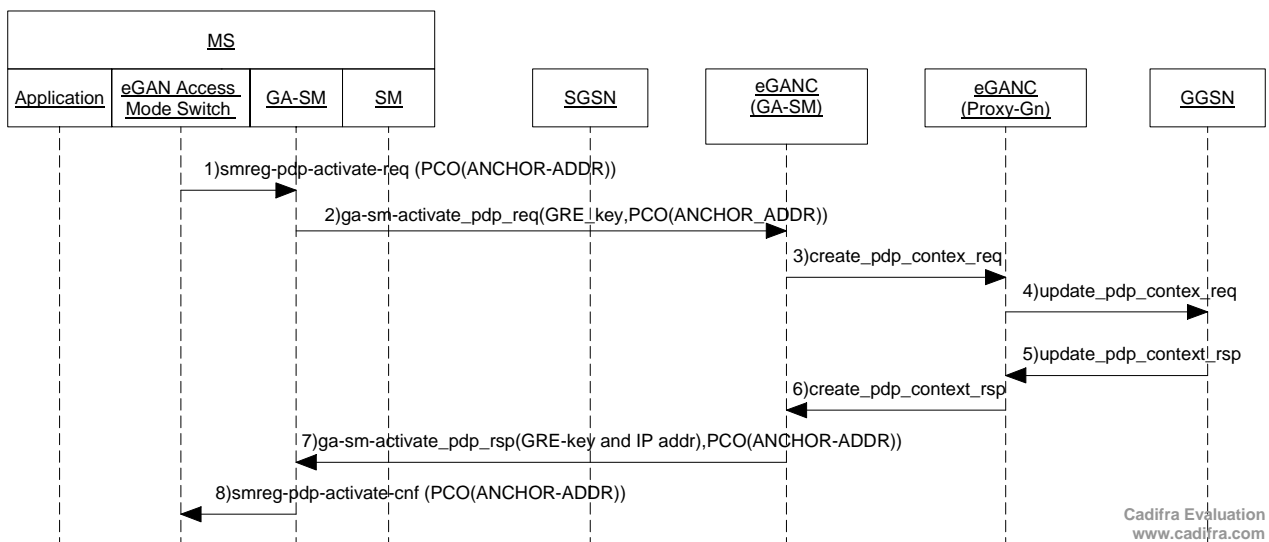 MS
Application
eGAN Access
Mode Switch
GA-SM
SM
SGSN
eGANC
(GA-SM)
eGANC
(Proxy-Gn)
GGSN
1)smreg-pdp-activate-req (PCO(ANCHOR-ADDR))
2)ga-sm-activate_pdp_req(GRE_key,PCO(ANCHOR_ADDR))
3)create_pdp_contex_req
4)update_pdp_contex_req
5)update_pdp_context_rsp
6)create_pdp_context_rsp
7)ga-sm-activate_pdp_rsp(GRE-key and IP addr),PCO(ANCHOR-ADDR))
8)smreg-pdp-activate-cnf (PCO(ANCHOR-ADDR))
Cadifra Evaluation
www.cadifra.com